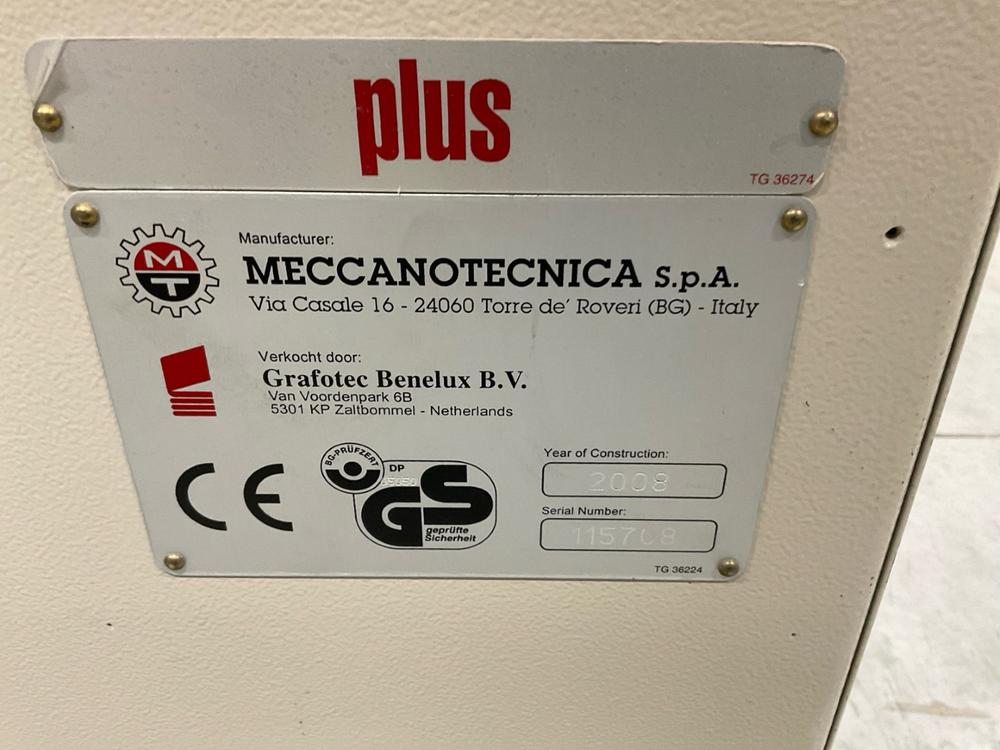 plus
TG 36274
M
T
Manufacturer:
MECCANOTECNICA S.p.A.
Via Casale 16 - 24060 Torre de' Roveri (BG) - Italy
Verkocht door:
Grafotec Benelux B.V.
Van Voordenpark 6B
5301 KP Zaltbommel - Netherlands
CE
BG-PRÜFZERT
DP
GS
geprüfte
Sicherheit
Year of Construction:
2008
Serial Number:
TG 36224